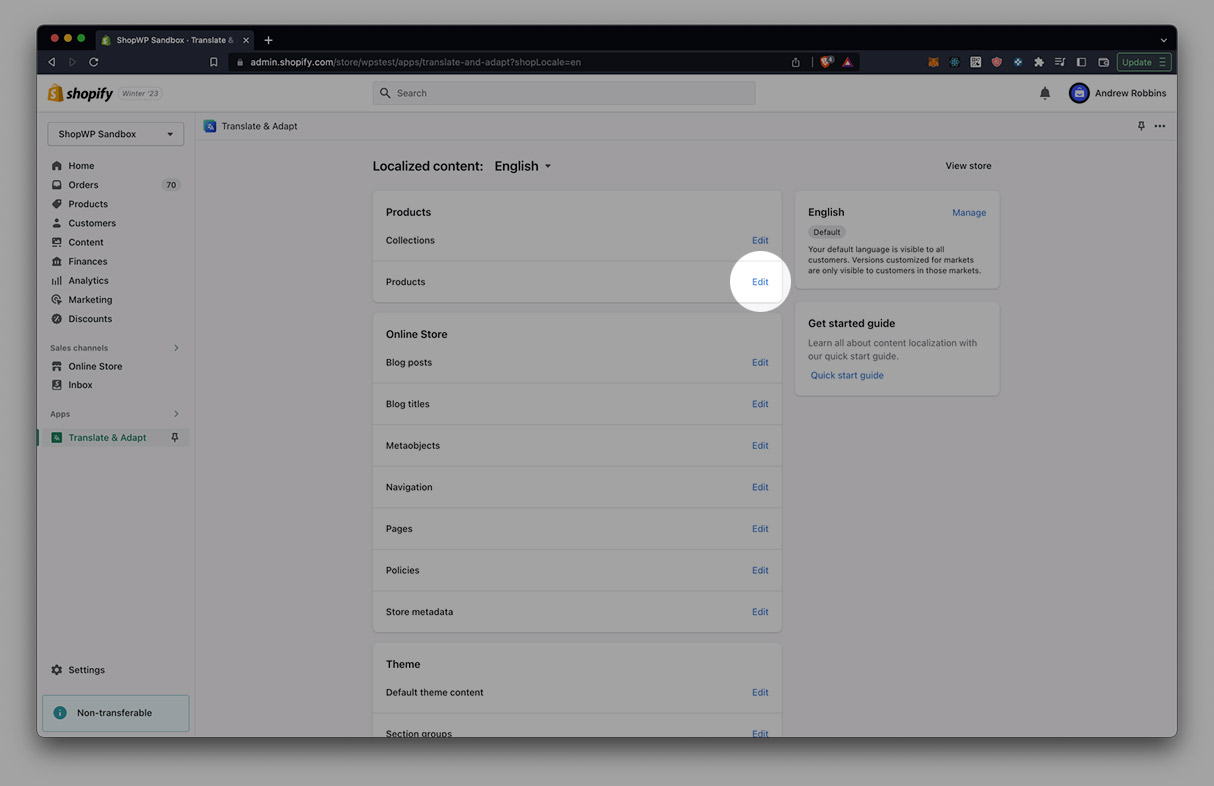 ShopWP Sandbox · Translate &
admin.shopify.com/store/wpstest/apps/translate-and-adapt?shopLocale=en
4
Update
shopify
Winter '23
Search
Andrew Robbins
ShopWP Sandbox
Translate & Adapt
Home
Orders 70
Products
Customers
Content
Finances
Analytics
Marketing
Discounts
Sales channels
Online Store
Inbox
Apps
Translate & Adapt
Settings
Non-transferable
Localized content: English
View store
Products
Collections Edit
Products Edit
Online Store
Blog posts Edit
Blog titles Edit
Metaobjects Edit
Navigation Edit
Pages Edit
Policies Edit
Store metadata Edit
Theme
Default theme content Edit
Section groups Edit
English Manage
Default
Your default language is visible to all
customers. Versions customized for markets
are only visible to customers in those markets.
Get started guide
Learn all about content localization with
our quick start guide.
Quick start guide